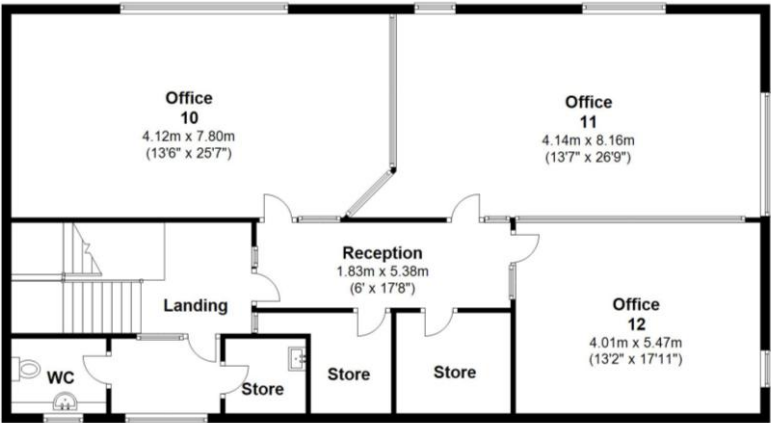 Office
10
4.12m x 7.80m
(13'6" x 25'7")
Office
11
4.14m x 8.16m
(13'7" x 26'9")
Reception
1.83m x 5.38m
(6' x 17'8")
Landing
Office
12
4.01m x 5.47m
(13'2" x 17'11")
WC
Store
Store
Store